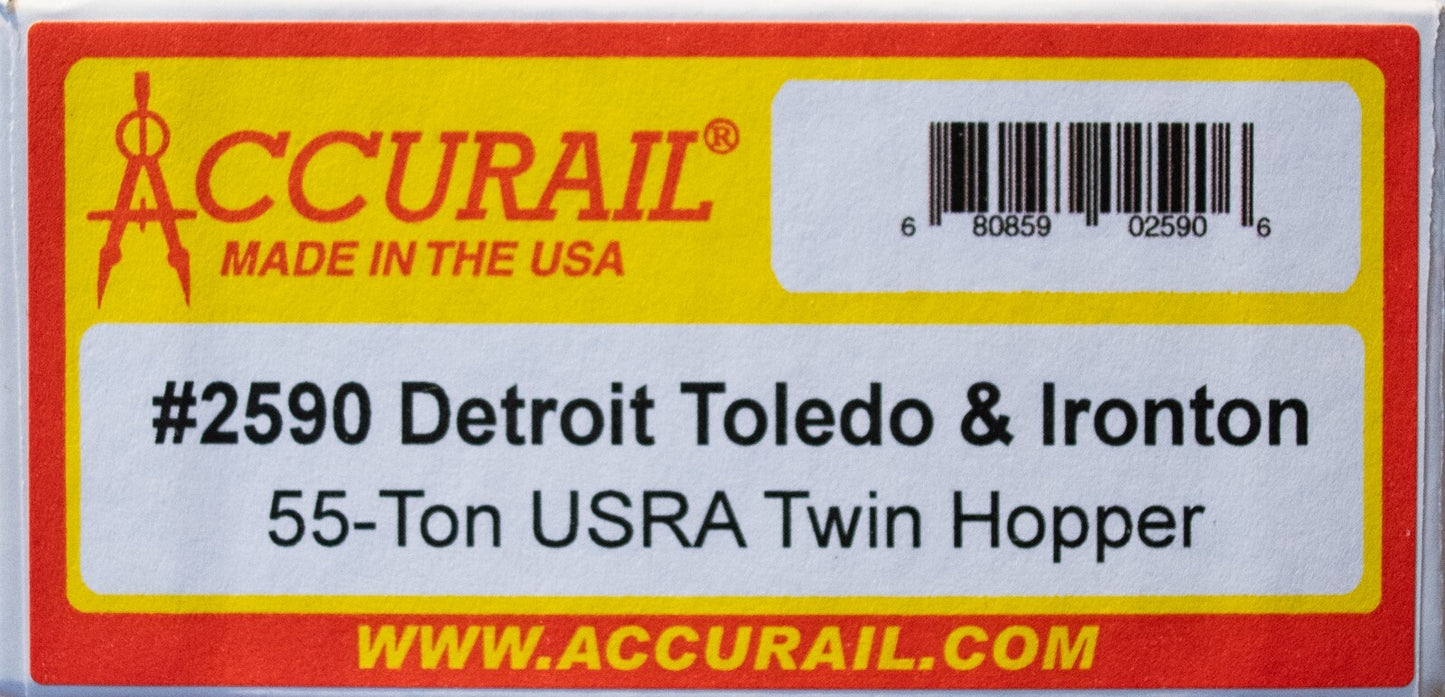 ACCURAIL®
MADE IN THE USA
6 80859 02590 6
#2590 Detroit Toledo & Ironton
55-Ton USRA Twin Hopper
WWW.ACCURAIL.COM